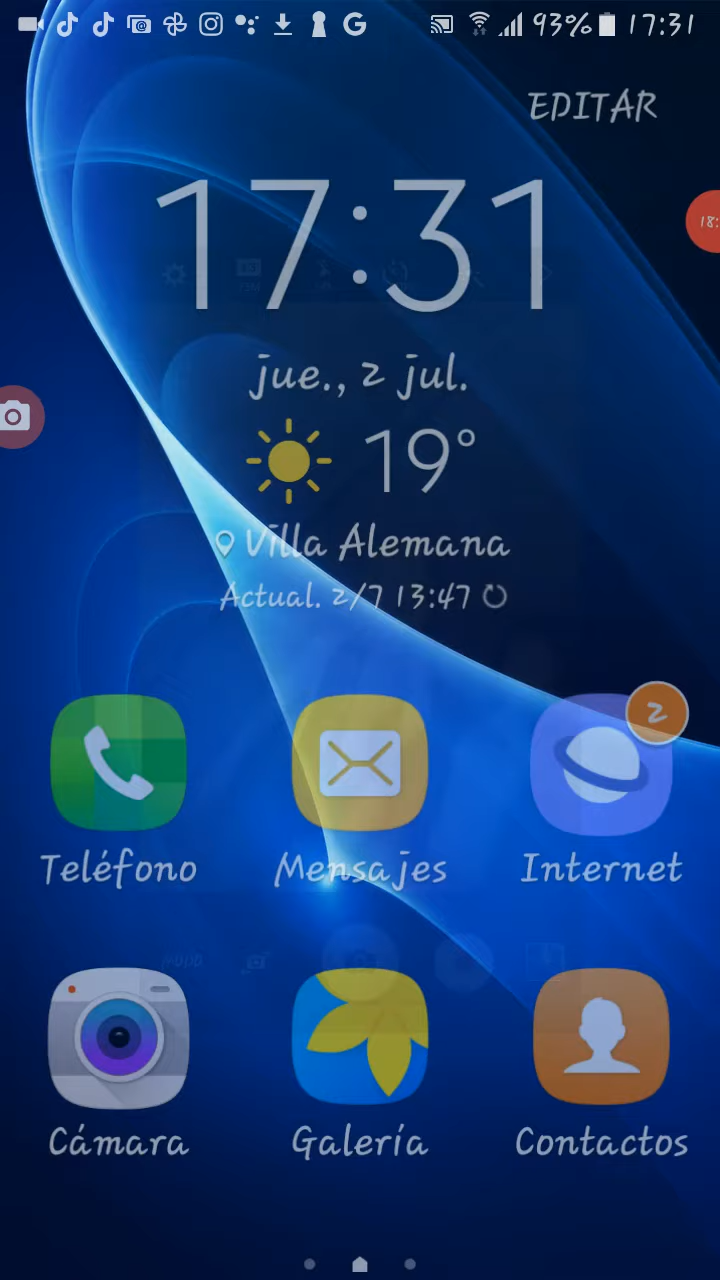 93% 17:31
EDITAR
17:31
18:
jue., 2 jul.
19°
Villa Alemana
Actual. 2/7 13:47
2
Teléfono Mensajes Internet
Cámara Galería Contactos